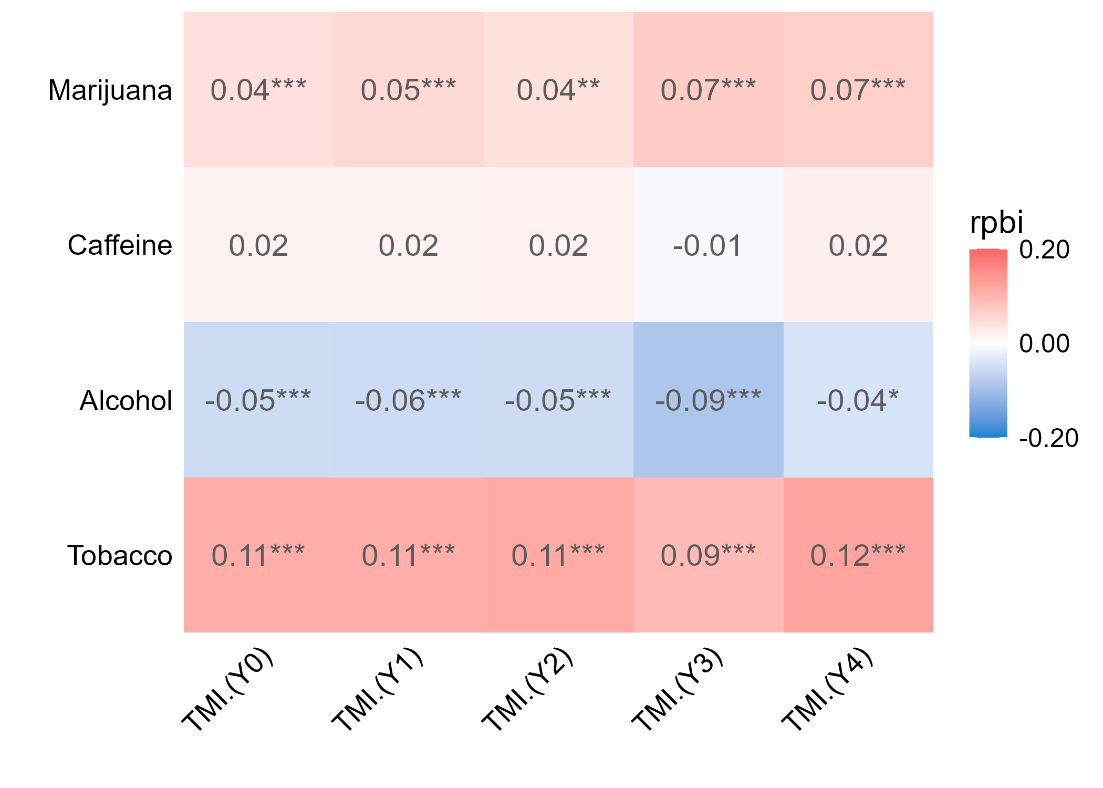 Marijuana 0.04*** 0.05*** 0.04** 0.07*** 0.07***
Caffeine 0.02 0.02 0.02 -0.01 0.02
Alcohol -0.05*** -0.06*** -0.05*** -0.09*** -0.04*
Tobacco 0.11*** 0.11*** 0.11*** 0.09*** 0.12***
TMI.(Y0) TMI.(Y1) TMI.(Y2) TMI.(Y3) TMI.(Y4)
rpbi
0.20
0.00
-0.20